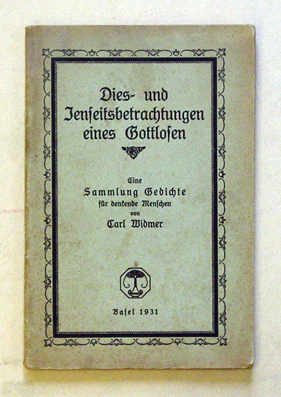 Dies- und
Jenseitsbetrachtungen
eines Gottlosen
Eine
Sammlung Gedichte
für denkende Menschen
von
Carl Widmer
Basel 1931